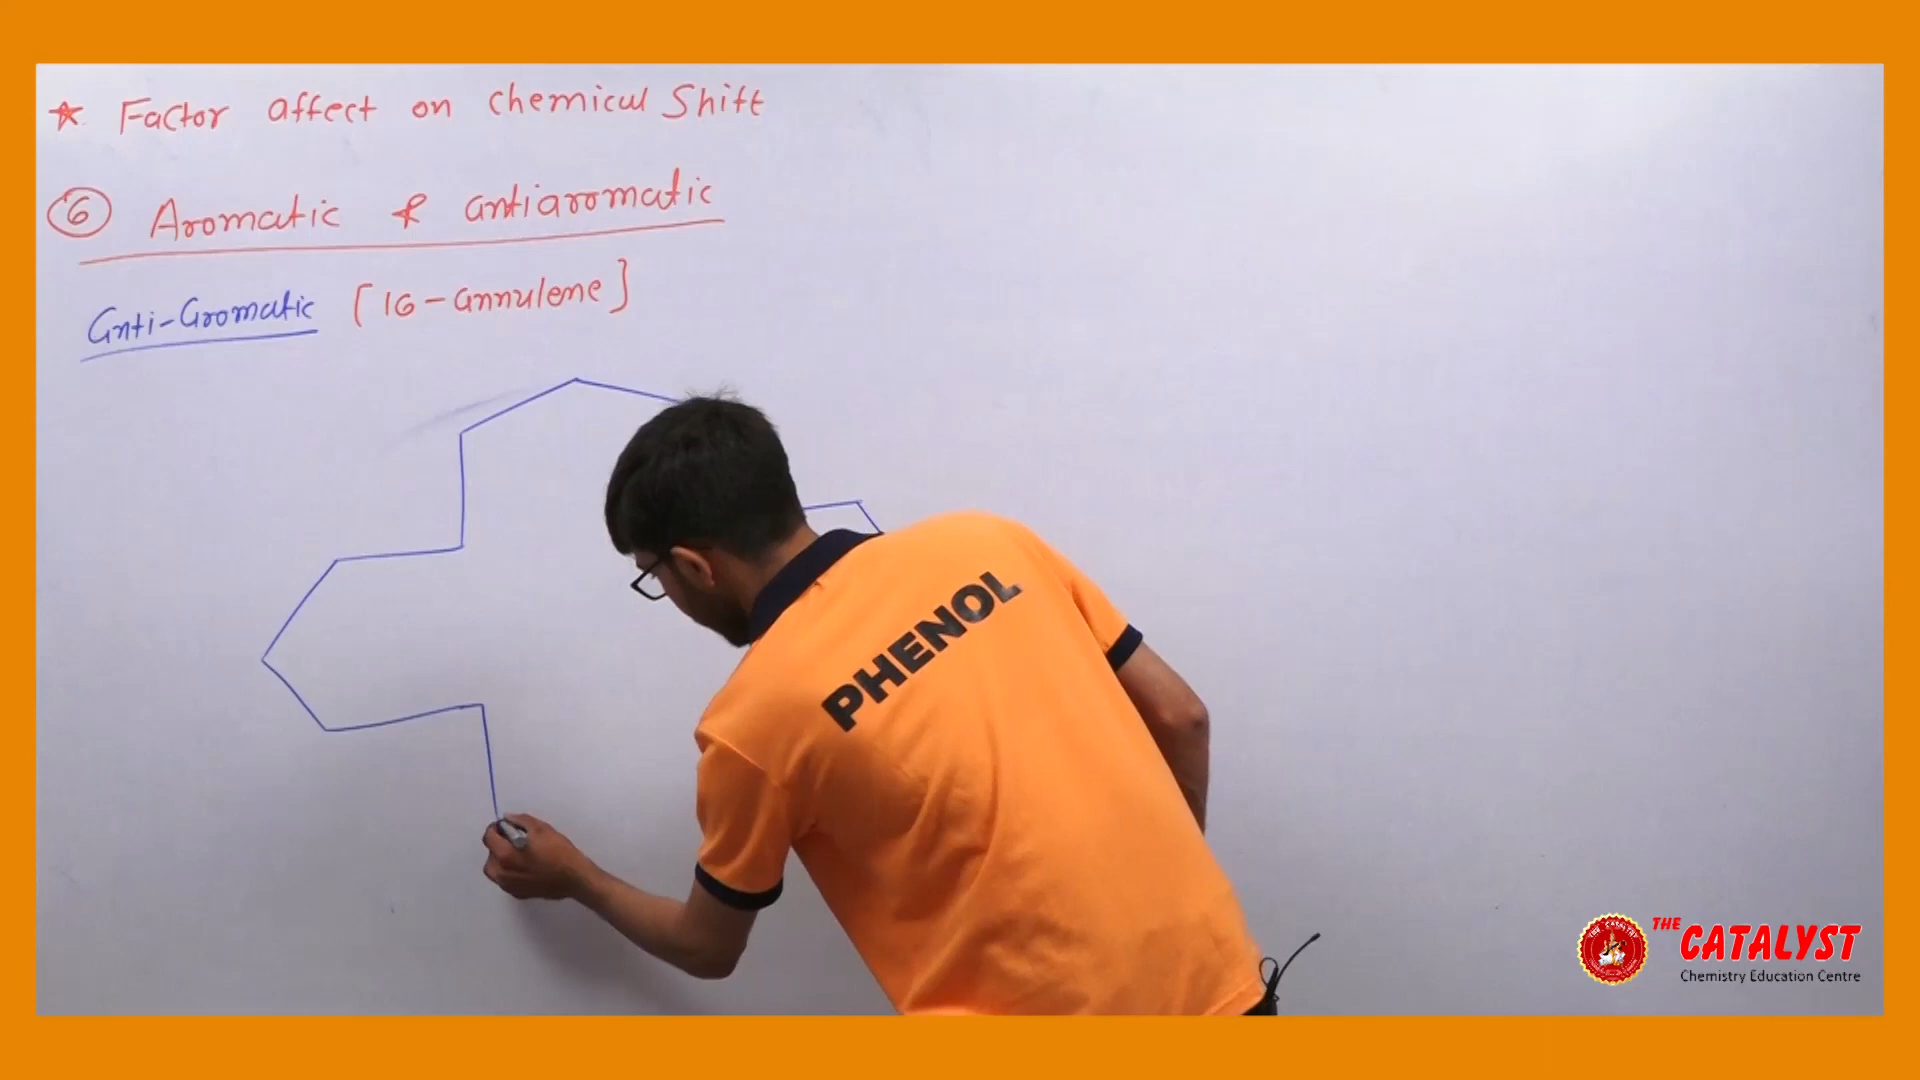 ★ Factor affect on chemical Shift
⑥ Aromatic & antiaromatic
Anti-Aromatic [16-annulene]
PHENOL
THE CATALYST
Chemistry Education Centre